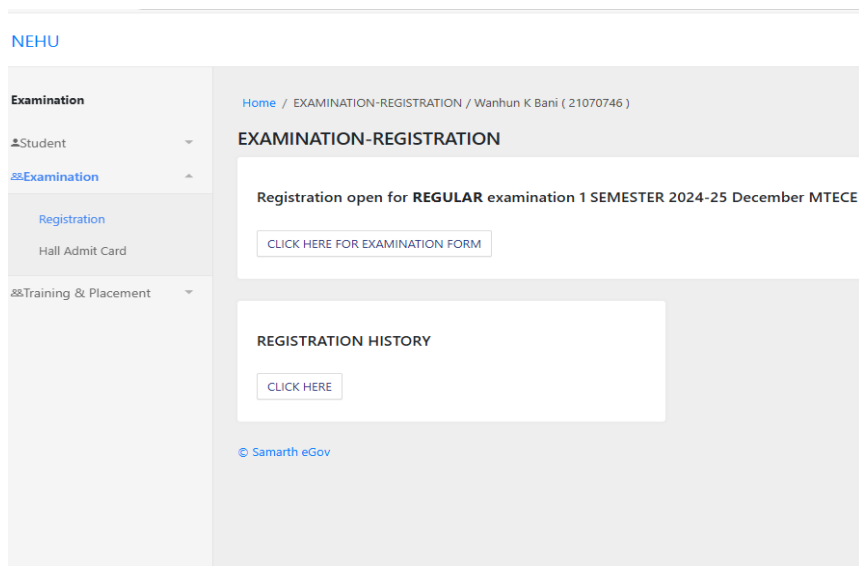 NEHU
Examination
Student
Examination
Registration
Hall Admit Card
Training & Placement
Home / EXAMINATION-REGISTRATION / Wanhun K Bani ( 21070746 )
EXAMINATION-REGISTRATION
Registration open for REGULAR examination 1 SEMESTER 2024-25 December MTECE
CLICK HERE FOR EXAMINATION FORM
REGISTRATION HISTORY
CLICK HERE
© Samarth eGov